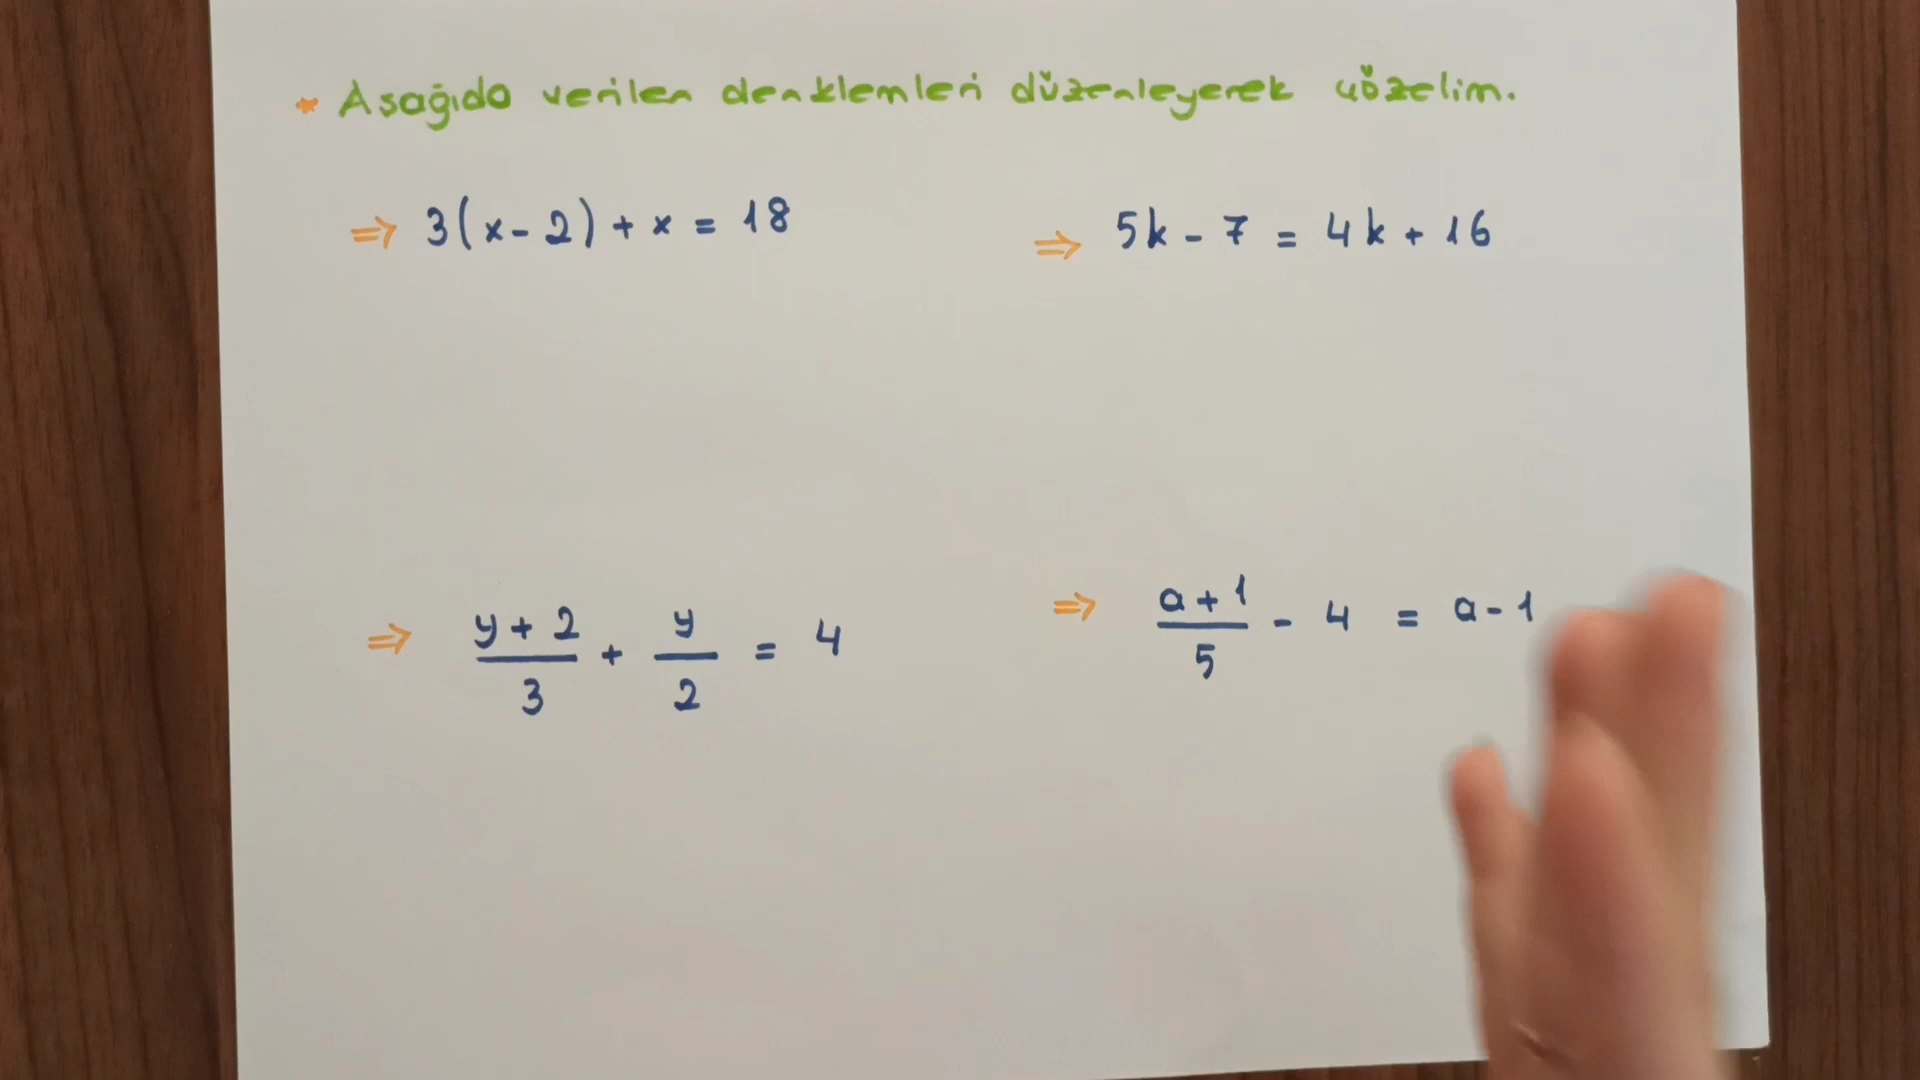 * Asağıda verilen denklemleri düzenleyerek çözelim.
⇒ 3(x-2) + x = 18
⇒ 5k - 7 = 4k + 16
⇒ (y+2)/3 + y/2 = 4
⇒ (a+1)/5 - 4 = a-1